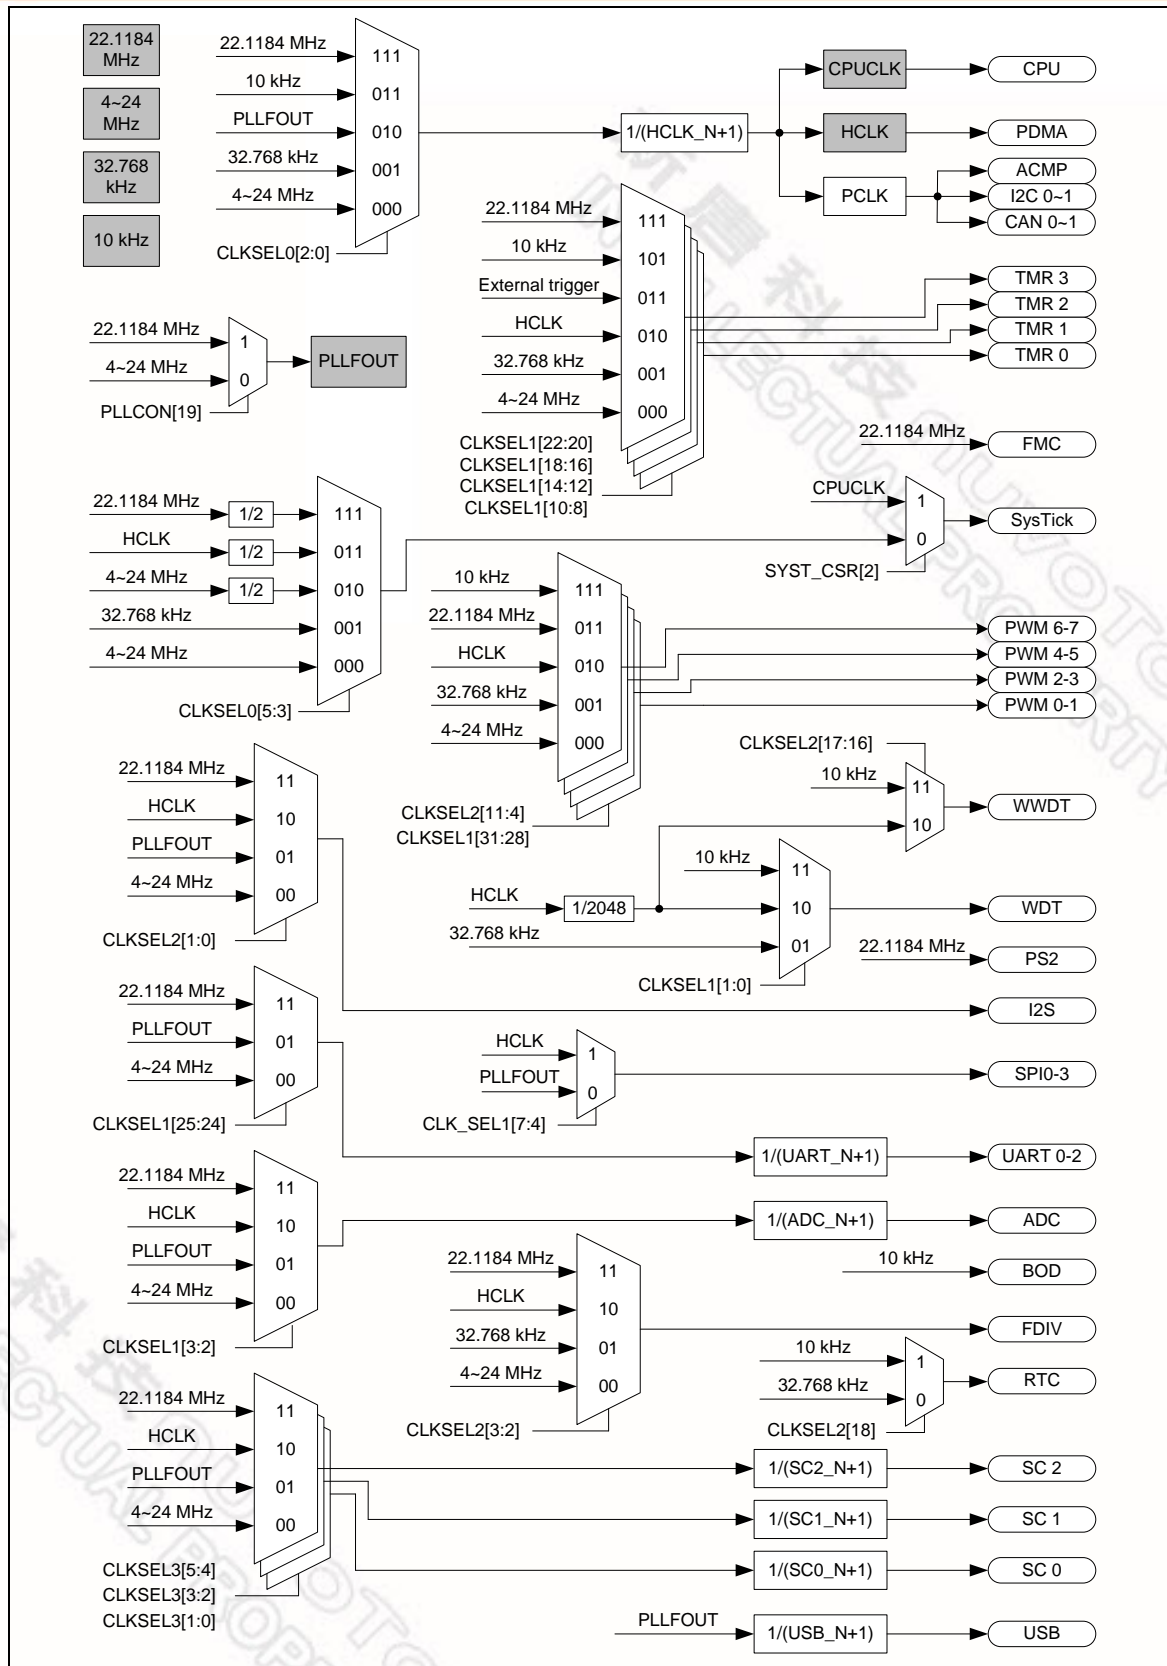 22.1184
MHz
4~24
MHz
32.768
kHz
10 kHz
22.1184 MHz
10 kHz
PLLFOUT
32.768 kHz
4~24 MHz
111
011
010
001
000
CLKSEL0[2:0]
1/(HCLK_N+1)
CPUCLK
HCLK
PCLK
CPU
PDMA
ACMP
I2C 0~1
CAN 0~1
22.1184 MHz
10 kHz
External trigger
HCLK
32.768 kHz
4~24 MHz
111
101
011
010
001
000
CLKSEL1[22:20]
CLKSEL1[18:16]
CLKSEL1[14:12]
CLKSEL1[10:8]
TMR 3
TMR 2
TMR 1
TMR 0
22.1184 MHz
4~24 MHz
1
0
PLLCON[19]
PLLFOUT
22.1184 MHz
FMC
22.1184 MHz
HCLK
4~24 MHz
32.768 kHz
4~24 MHz
1/2
1/2
1/2
111
011
010
001
000
CLKSEL0[5:3]
CPUCLK
1
0
SYST_CSR[2]
SysTick
10 kHz
22.1184 MHz
HCLK
32.768 kHz
4~24 MHz
111
011
010
001
000
CLKSEL2[11:4]
CLKSEL1[31:28]
PWM 6-7
PWM 4-5
PWM 2-3
PWM 0-1
CLKSEL2[17:16]
10 kHz
11
10
WWDT
22.1184 MHz
HCLK
PLLFOUT
4~24 MHz
11
10
01
00
CLKSEL2[1:0]
10 kHz
HCLK
1/2048
32.768 kHz
11
10
01
CLKSEL1[1:0]
WDT
22.1184 MHz
PS2
I2S
22.1184 MHz
PLLFOUT
4~24 MHz
11
01
00
CLKSEL1[25:24]
HCLK
PLLFOUT
1
0
CLK_SEL1[7:4]
SPI0-3
1/(UART_N+1)
UART 0-2
22.1184 MHz
HCLK
PLLFOUT
4~24 MHz
11
10
01
00
CLKSEL1[3:2]
1/(ADC_N+1)
ADC
10 kHz
BOD
22.1184 MHz
HCLK
32.768 kHz
4~24 MHz
11
10
01
00
CLKSEL2[3:2]
FDIV
10 kHz
32.768 kHz
1
0
CLKSEL2[18]
RTC
22.1184 MHz
HCLK
PLLFOUT
4~24 MHz
11
10
01
00
CLKSEL3[5:4]
CLKSEL3[3:2]
CLKSEL3[1:0]
1/(SC2_N+1)
SC 2
1/(SC1_N+1)
SC 1
1/(SC0_N+1)
SC 0
PLLFOUT
1/(USB_N+1)
USB